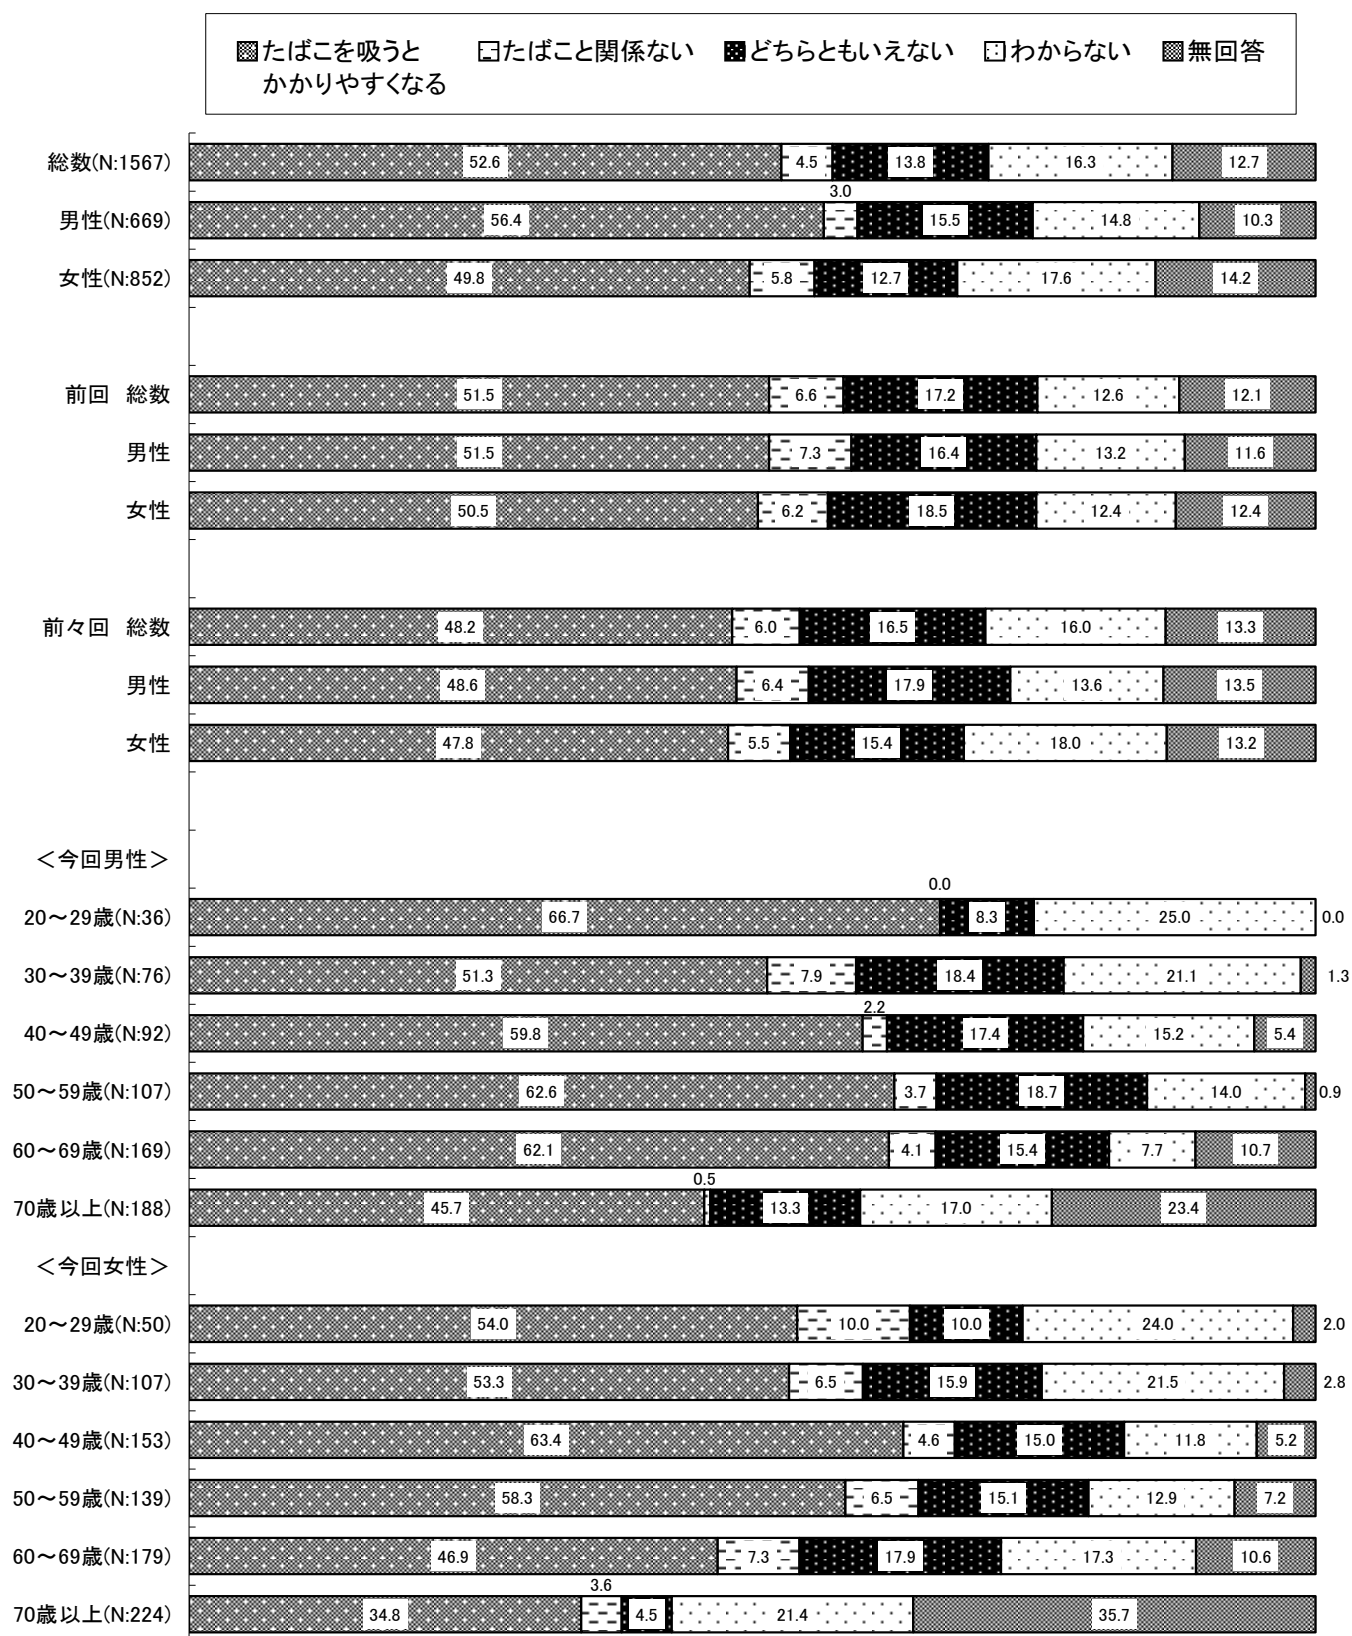 たばこを吸うと たばこと関係ない どちらともいえない わからない 無回答
かかりやすくなる
総数(N:1567) 52.6 4.5 13.8 16.3 12.7
3.0
男性(N:669) 56.4 15.5 14.8 10.3
女性(N:852) 49.8 5.8 12.7 17.6 14.2
前回 総数 51.5 6.6 17.2 12.6 12.1
男性 51.5 7.3 16.4 13.2 11.6
女性 50.5 6.2 18.5 12.4 12.4
前々回 総数 48.2 6.0 16.5 16.0 13.3
男性 48.6 6.4 17.9 13.6 13.5
女性 47.8 5.5 15.4 18.0 13.2
＜今回男性＞
0.0
20～29歳(N:36) 66.7 8.3 25.0 0.0
30～39歳(N:76) 51.3 7.9 18.4 21.1 1.3
2.2
40～49歳(N:92) 59.8 17.4 15.2 5.4
50～59歳(N:107) 62.6 3.7 18.7 14.0 0.9
60～69歳(N:169) 62.1 4.1 15.4 7.7 10.7
0.5
70歳以上(N:188) 45.7 13.3 17.0 23.4
＜今回女性＞
20～29歳(N:50) 54.0 10.0 10.0 24.0 2.0
30～39歳(N:107) 53.3 6.5 15.9 21.5 2.8
40～49歳(N:153) 63.4 4.6 15.0 11.8 5.2
50～59歳(N:139) 58.3 6.5 15.1 12.9 7.2
60～69歳(N:179) 46.9 7.3 17.9 17.3 10.6
3.6
70歳以上(N:224) 34.8 4.5 21.4 35.7